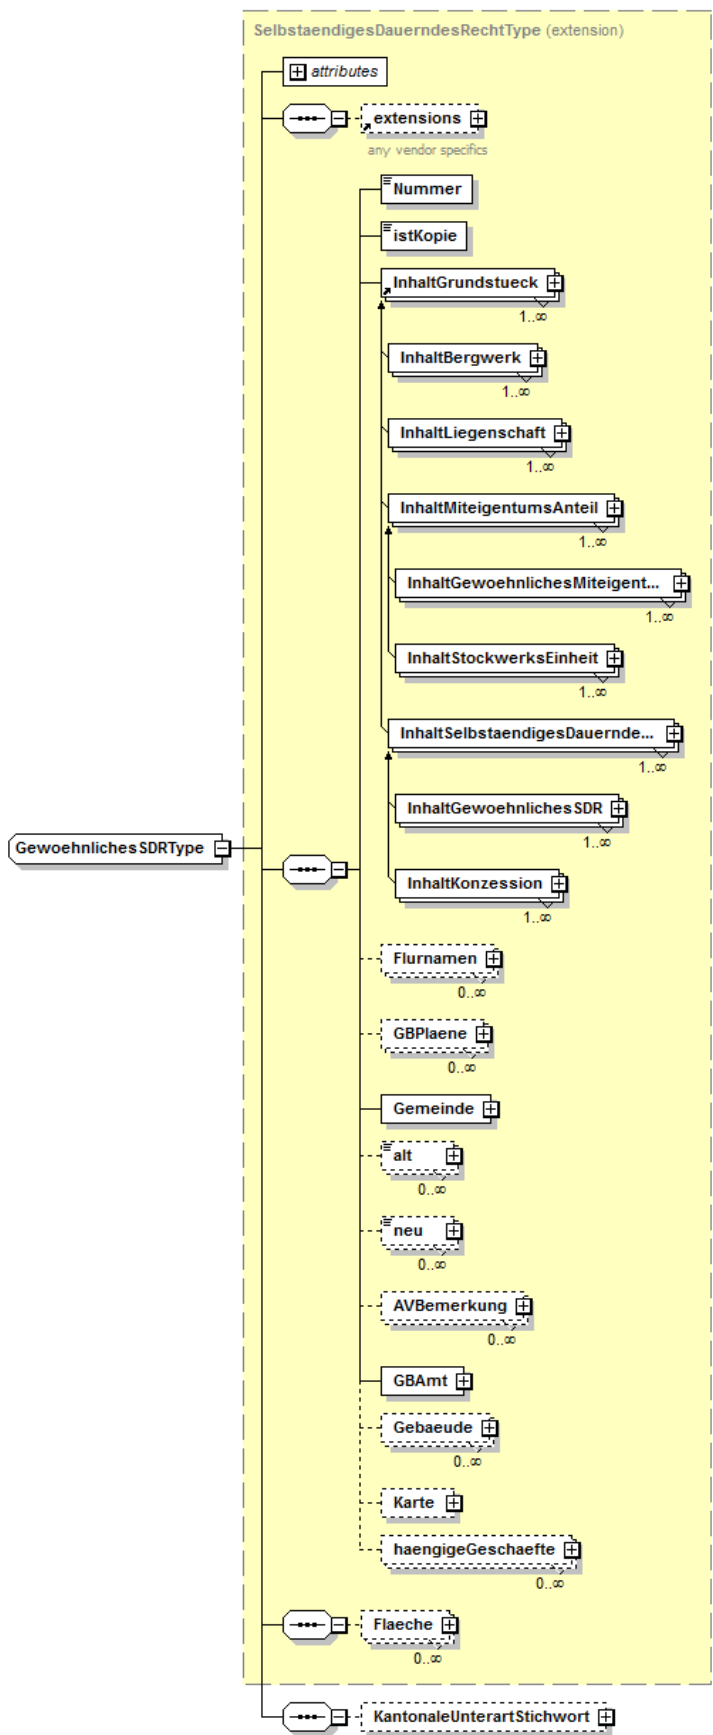 SelbstaendigesDauerndesRechtType (extension)
attributes
extensions
any vendor specifics
Nummer
istKopie
InhaltGrundstueck
1..∞
InhaltBergwerk
1..∞
InhaltLiegenschaft
1..∞
InhaltMiteigentumsAnteil
1..∞
InhaltGewoehnlichesMiteigent...
1..∞
InhaltStockwerksEinheit
1..∞
InhaltSelbstaendigesDauernde...
1..∞
InhaltGewoehnlichesSDR
1..∞
GewoehnlichesSDRType
InhaltKonzession
1..∞
Flurnamen
0..∞
GBPlaene
0..∞
Gemeinde
alt
0..∞
neu
0..∞
AVBemerkung
0..∞
GBAmt
Gebaeude
0..∞
Karte
haengigeGeschaefte
0..∞
Flaeche
0..∞
KantonaleUnterartStichwort